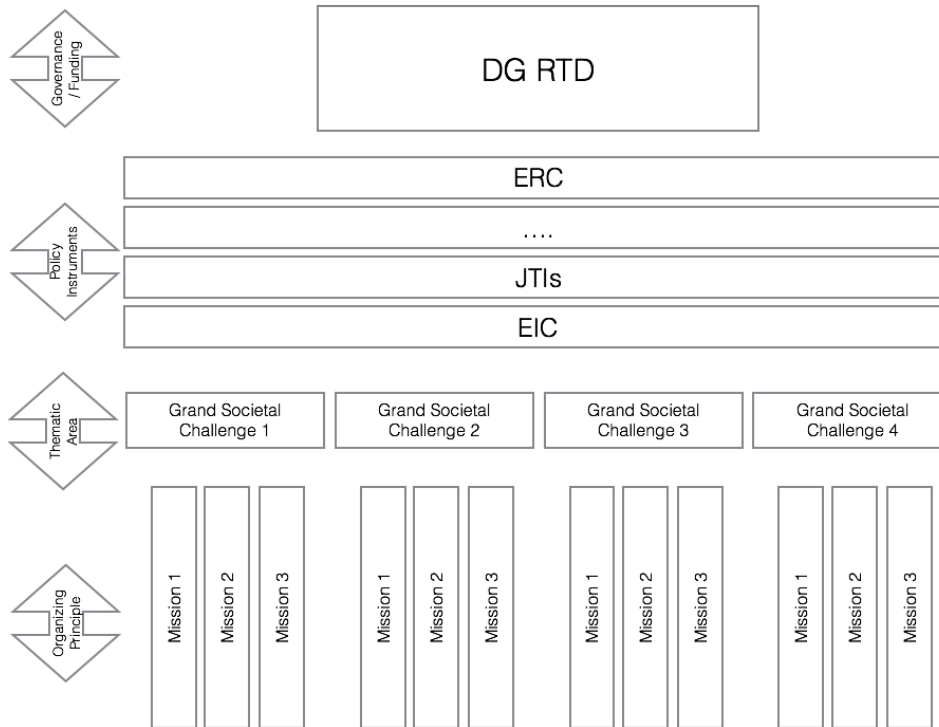 Governance
/ Funding
DG RTD
ERC
....
Policy
Instruments
JTIs
EIC
Thematic
Area
Grand Societal
Challenge 1
Grand Societal
Challenge 2
Grand Societal
Challenge 3
Grand Societal
Challenge 4
Organizing
Principle
Mission 1
Mission 2
Mission 3
Mission 1
Mission 2
Mission 3
Mission 1
Mission 2
Mission 3
Mission 1
Mission 2
Mission 3